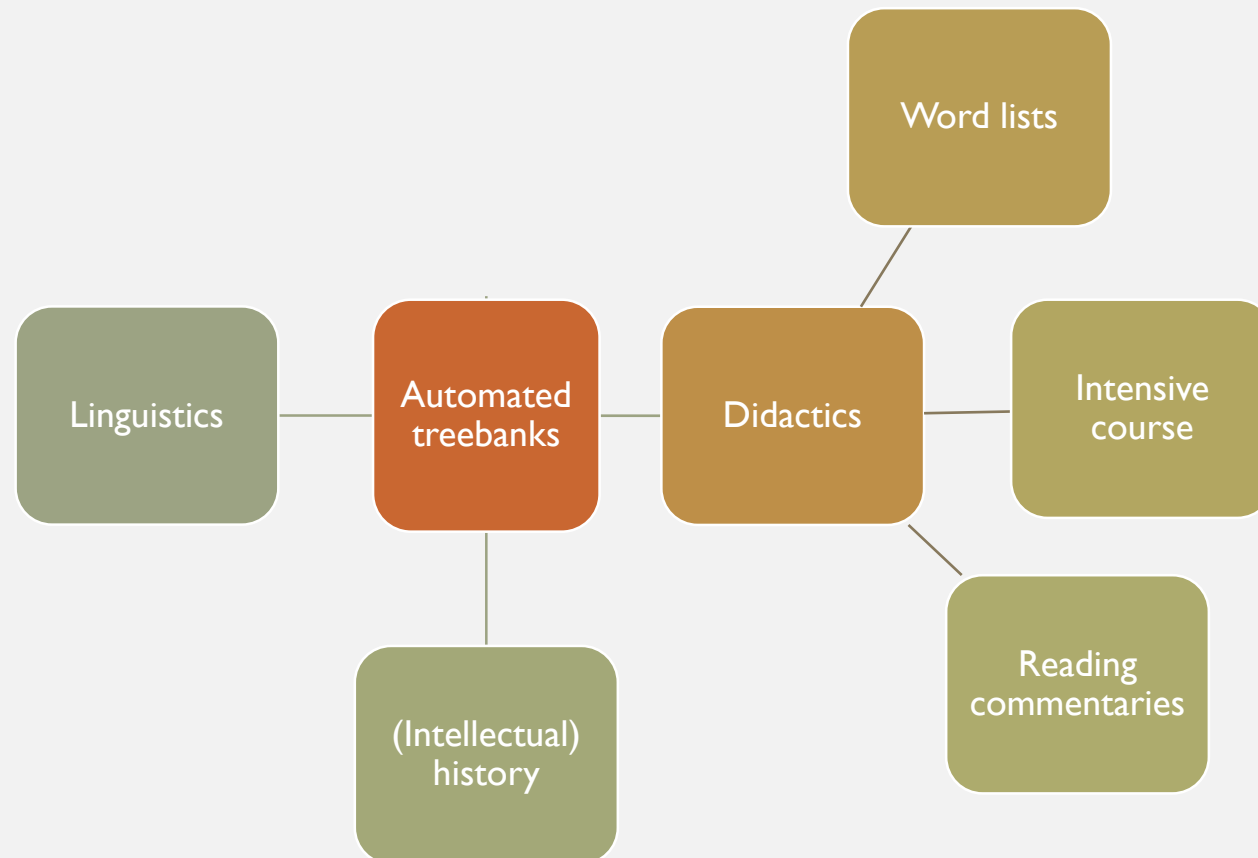 Word lists
Linguistics
Automated
treebanks
Didactics
Intensive
course
Reading
commentaries
(Intellectual)
history